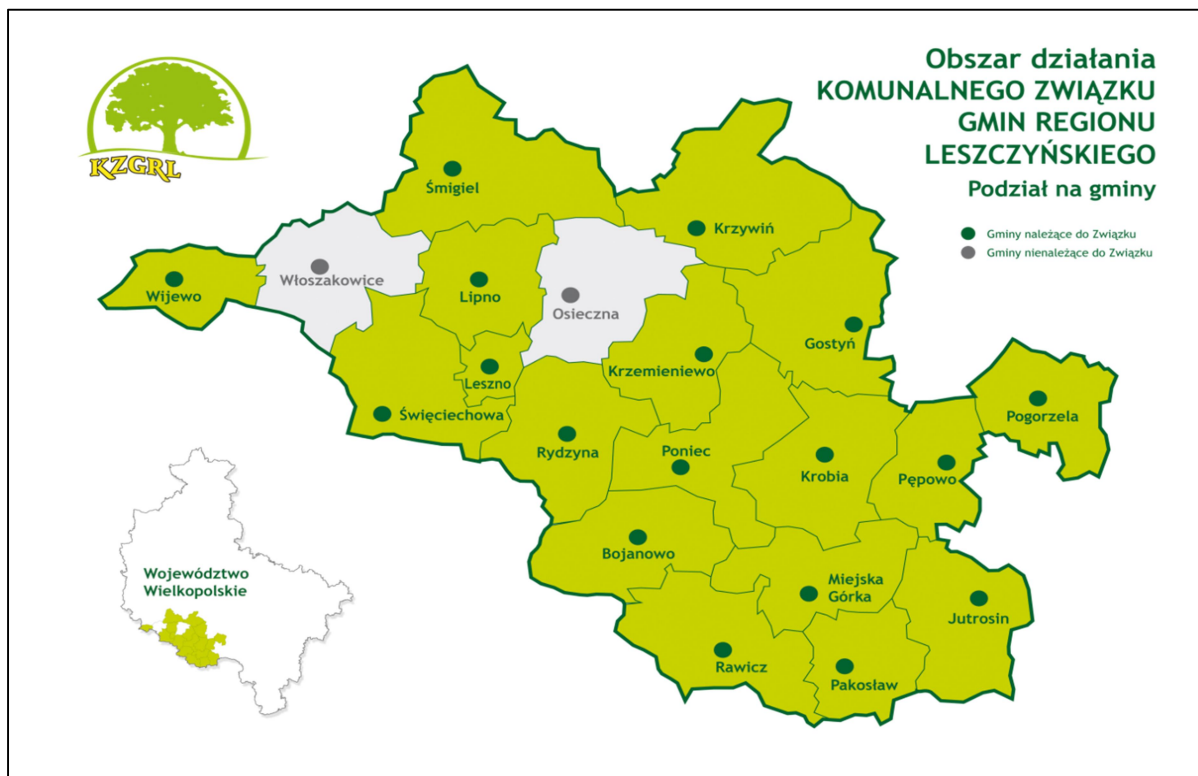 KZGRL
Obszar działania
KOMUNALNEGO ZWIĄZKU
GMIN REGIONU
LESZCZYŃSKIEGO
Podział na gminy
Gminy należące do Związku
Gminy nienależące do Związku
Śmigiel
Krzywiń
Włoszakowice
Wijewo
Lipno
Osieczna
Gostyń
Krzemieniewo
Leszno
Święciechowa
Pogorzela
Rydzyna
Poniec
Krobia
Pępowo
Bojanowo
Miejska
Górka
Jutrosin
Rawicz
Pakosław
Województwo
Wielkopolskie